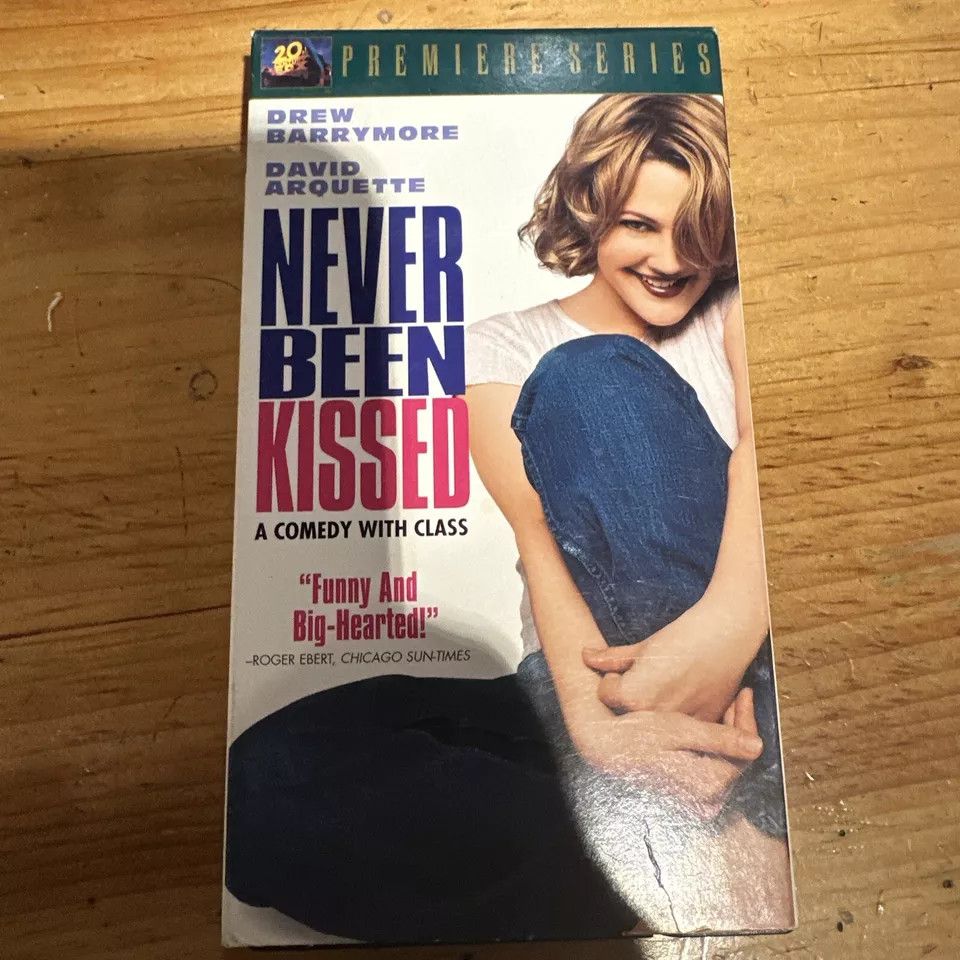 20
PREMIERE SERIES
DREW
BARRYMORE
DAVID
ARQUETTE
NEVER
BEEN
KISSED
A COMEDY WITH CLASS
“Funny And
Big-Hearted!”
–ROGER EBERT, CHICAGO SUN-TIMES